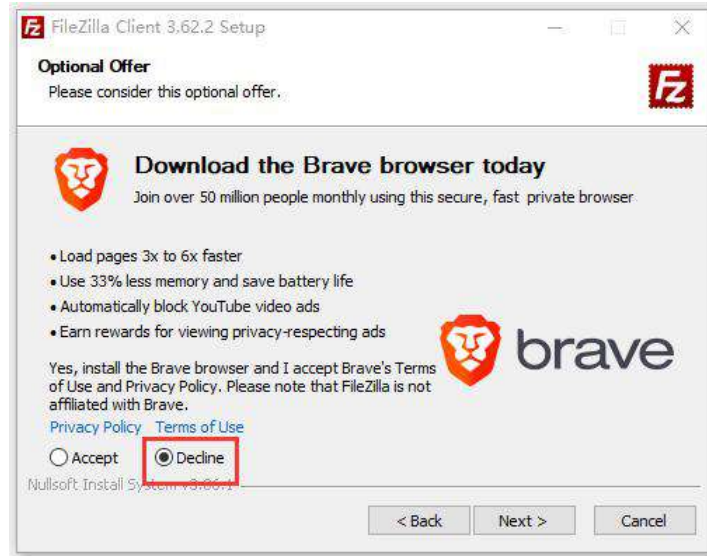 FileZilla Client 3.62.2 Setup
Optional Offer
Please consider this optional offer.
Download the Brave browser today
Join over 50 million people monthly using this secure, fast private browser
• Load pages 3x to 6x faster
• Use 33% less memory and save battery life
• Automatically block YouTube video ads
• Earn rewards for viewing privacy-respecting ads
brave
Yes, install the Brave browser and I accept Brave's Terms
of Use and Privacy Policy. Please note that FileZilla is not
affiliated with Brave.
Privacy Policy Terms of Use
Accept Decline
Nullsoft Install System v3.06.1
< Back Next > Cancel